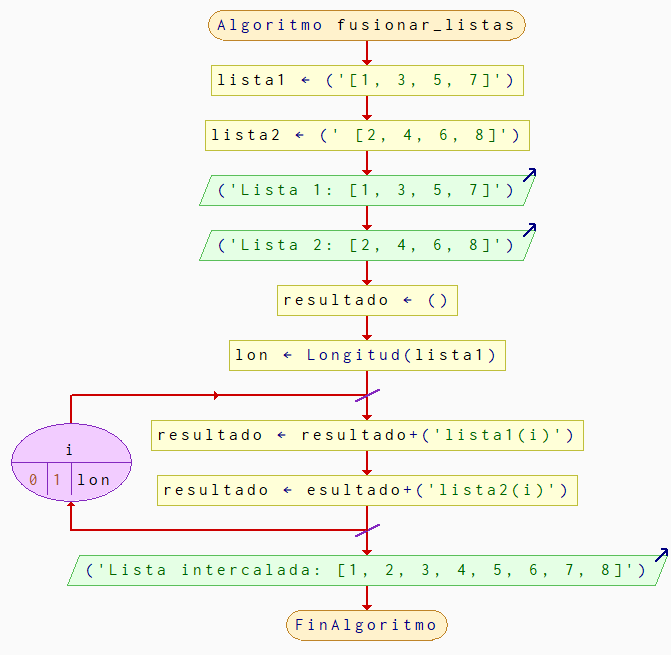 Algoritmo fusionar_listas
lista1 ← ('[1, 3, 5, 7]')
lista2 ← (' [2, 4, 6, 8]')
('Lista 1: [1, 3, 5, 7]')
('Lista 2: [2, 4, 6, 8]')
resultado ← ()
lon ← Longitud(lista1)
i
0 1 lon
resultado ← resultado+('lista1(i)')
resultado ← esultado+('lista2(i)')
('Lista intercalada: [1, 2, 3, 4, 5, 6, 7, 8]')
FinAlgoritmo